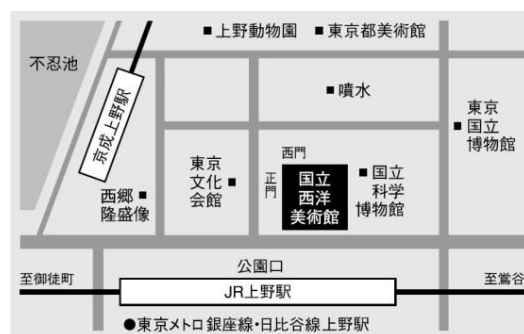 ■上野動物園 ■東京都美術館
不忍池
京成上野駅
■噴水
東京
国立
■博物館
西門
正門
国立
西洋
美術館
■国立
科学
博物館
東京
文化■
会館
西郷■
隆盛像
公園口
至御徒町
至鶯谷
JR上野駅
●東京メトロ銀座線・日比谷線上野駅